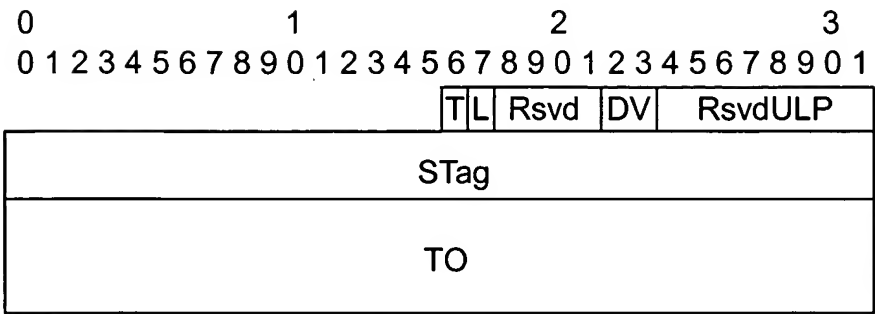 0 1 2 3
0 1 2 3 4 5 6 7 8 9 0 1 2 3 4 5 6 7 8 9 0 1 2 3 4 5 6 7 8 9 0 1
T L Rsvd DV RsvdULP
STag
TO